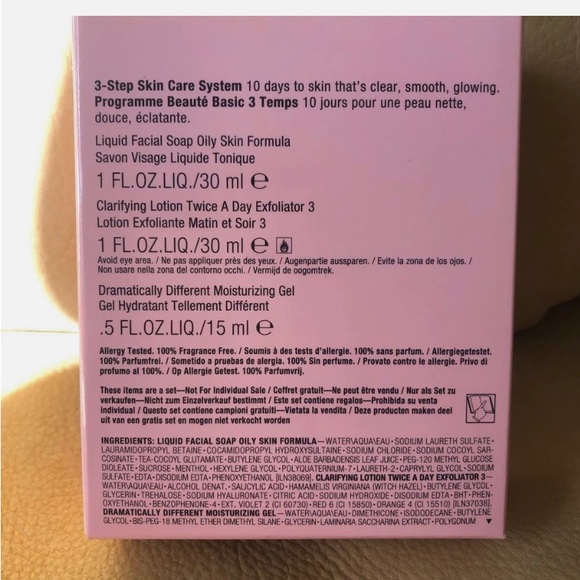 3-Step Skin Care System 10 days to skin that's clear, smooth, glowing.
Programme Beauté Basic 3 Temps 10 jours pour une peau nette,
douce, éclatante.
Liquid Facial Soap Oily Skin Formula
Savon Visage Liquide Tonique
1 FL.OZ.LIQ./30 ml ℮
Clarifying Lotion Twice A Day Exfoliator 3
Lotion Exfoliante Matin et Soir 3
1 FL.OZ.LIQ./30 ml ℮
Avoid eye area. / Ne pas appliquer près des yeux. / Augenpartie aussparen. / Evite la zona de los ojos. /
Non usare nella zona del contorno occhi. / Vermijd de oogomtrek.
Dramatically Different Moisturizing Gel
Gel Hydratant Tellement Différent
.5 FL.OZ.LIQ./15 ml ℮
Allergy Tested. 100% Fragrance Free. / Soumis à des tests d'allergie. 100% sans parfum. / Allergiegetestet.
100% Parfumfrei. / Sometido a pruebas de alergia. 100% Sin perfume. / Contro le allergie. Privo di
profumo al 100%. / Op Allergie Getest. 100% Parfumvrij.
These items are a set—Not For Individual Sale / Coffret gratuit—Ne peut être vendu / Nur als Set zu
verkaufen—Nicht zum Einzelverkauf bestimmt / Este set contiene regalos—Prohibida su venta
individual / Questo set contiene campioni gratuiti—Vietata la vendita / Deze producten maken deel
uit van een gratis set en mogen niet verkocht worden
INGREDIENTS: LIQUID FACIAL SOAP OILY SKIN FORMULA—WATER\AQUA\EAU•SODIUM LAURETH SULFATE•
LAURAMIDOPROPYL BETAINE•COCAMIDOPROPYL HYDROXYSULTAINE•SODIUM CHLORIDE•SODIUM COCOYL SAR-
COSINATE•TEA-COCOYL GLUTAMATE•BUTYLENE GLYCOL•ALOE BARBADENSIS LEAF JUICE•PEG-120 METHYL GLUCOSE
DIOLEATE•SUCROSE•MENTHOL•HEXYLENE GLYCOL•POLYQUATERNIUM-7•LAURETH-2•CAPRYLYL GLYCOL•SODIUM
SULFATE•EDTA•DISODIUM EDTA•PHENOXYETHANOL [ILN38069]. CLARIFYING LOTION TWICE A DAY EXFOLIATOR 3—
WATER\AQUA\EAU•ALCOHOL DENAT.•SALICYLIC ACID•HAMAMELIS VIRGINIANA (WITCH HAZEL)•BUTYLENE GLYCOL•
GLYCERIN•TREHALOSE•SODIUM HYALURONATE•CITRIC ACID•SODIUM HYDROXIDE•DISODIUM EDTA•BHT•PHEN-
OXYETHANOL•BENZOPHENONE-4•EXT. VIOLET 2 (CI 60730)•RED 6 (CI 15850)•ORANGE 4 (CI 15510) [ILN37038].
DRAMATICALLY DIFFERENT MOISTURIZING GEL—WATER\AQUA\EAU•DIMETHICONE•ISODODECANE•BUTYLENE
GLYCOL•BIS-PEG-18 METHYL ETHER DIMETHYL SILANE•GLYCERIN•LAMINARIA SACCHARINA EXTRACT•POLYGONUM ▼